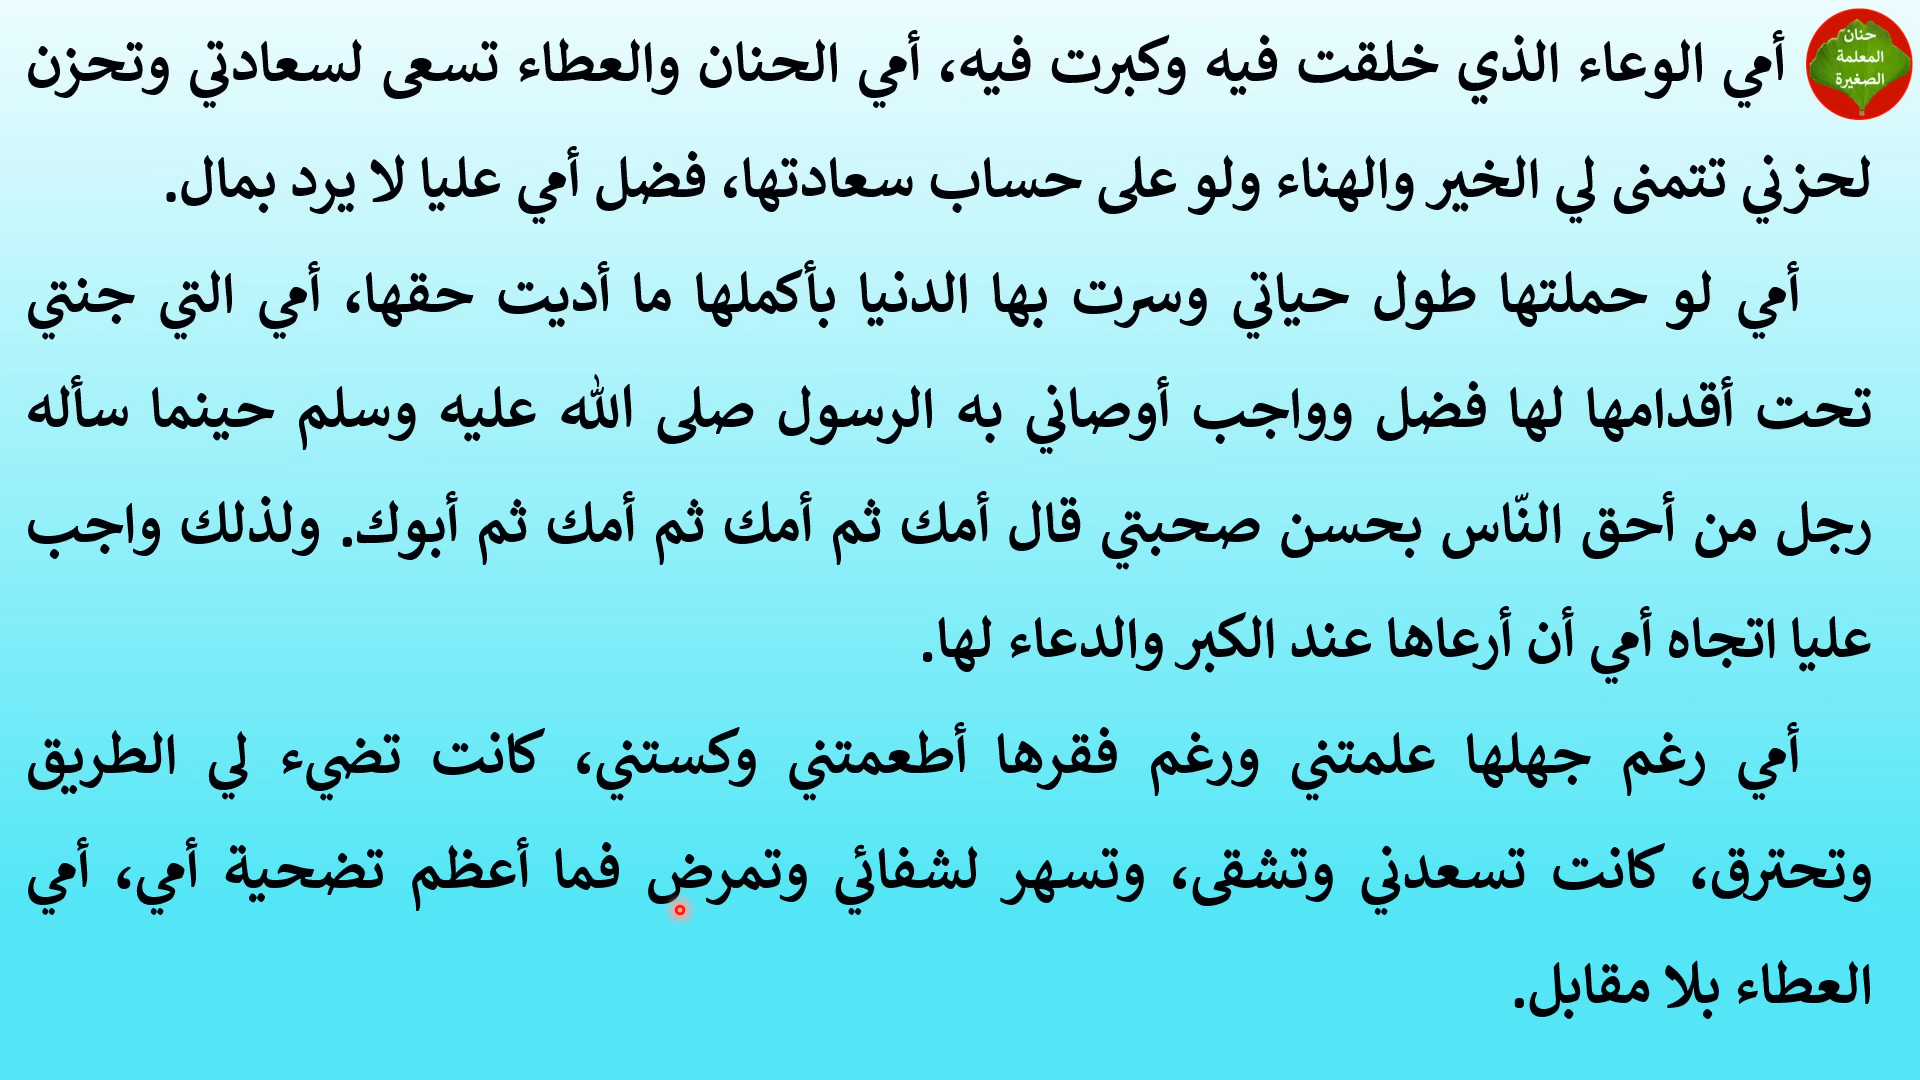 حنان
المعلمة
الصغيرة
أمي الوعاء الذي خلقت فيه وكبرت فيه، أمي الحنان والعطاء تسعى لسعادتي وتحزن
لحزني تتمنى لي الخير والهناء ولو على حساب سعادتها، فضل أمي عليا لا يرد بمال.
أمي لو حملتها طول حياتي وسرت بها الدنيا بأكملها ما أديت حقها، أمي التي جنتي
تحت أقدامها لها فضل وواجب أوصاني به الرسول صلى الله عليه وسلم حينما سأله
رجل من أحق النّاس بحسن صحبتي قال أمك ثم أمك ثم أمك ثم أبوك. ولذلك واجب
عليا اتجاه أمي أن أرعاها عند الكبر والدعاء لها.
أمي رغم جهلها علمتني ورغم فقرها أطعمتني وكستني، كانت تضيء لي الطريق
وتحترق، كانت تسعدني وتشقى، وتسهر لشفائي وتمرض فما أعظم تضحية أمي، أمي
العطاء بلا مقابل.